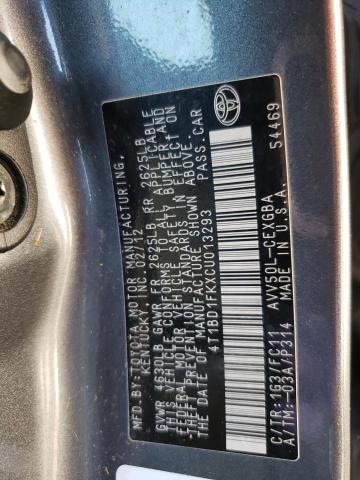 MFD.BY:TOYOTA MOTOR MANUFACTURING,
KENTUCKY, INC. 02/12
GVWR 4630LB GAWR FR 2625LB RR 2625LB
THIS VEHICLE CONFORMS TO ALL APPLICABLE
FEDERAL MOTOR VEHICLE SAFETY, BUMPER, AND THEFT
PREVENTION STANDARDS IN EFFECT ON
THE DATE OF MANUFACTURE SHOWN ABOVE.
4T1BD1FKXCU013293 PASS.CAR
C/TR:1G3/FC11 AVV50L-CEXGBA
A/TM:-03A/P314 MADE IN U.S.A. 54469
TOYOTA